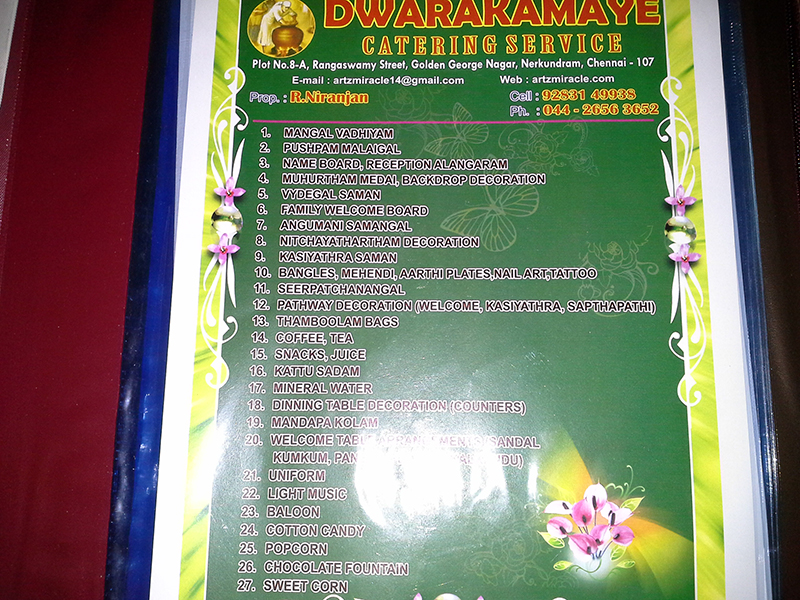 DWARAKAMAYE
CATERING SERVICE
Plot No.8-A, Rangaswamy Street, Golden George Nagar, Nerkundram, Chennai - 107
E-mail : artzmiracle14@gmail.com Web : artzmiracle.com
Prop. : R.Niranjan Cell : 92831 49938
Ph. : 044 - 2656 3652
1. MANGAL VADHIYAM
2. PUSHPAM MALAIGAL
3. NAME BOARD, RECEPTION ALANGARAM
4. MUHURTHAM MEDAI, BACKDROP DECORATION
5. VYDEGAL SAMAN
6. FAMILY WELCOME BOARD
7. ANGUMANI SAMANGAL
8. NITCHAYATHARTHAM DECORATION
9. KASIYATHRA SAMAN
10. BANGLES, MEHENDI, AARTHI PLATES,NAIL ART,TATTOO
11. SEERPATCHANANGAL
12. PATHWAY DECORATION (WELCOME, KASIYATHRA, SAPTHAPATHI)
13. THAMBOOLAM BAGS
14. COFFEE, TEA
15. SNACKS, JUICE
16. KATTU SADAM
17. MINERAL WATER
18. DINNING TABLE DECORATION (COUNTERS)
19. MANDAPA KOLAM
20. WELCOME TABLE SANDAL
KUMKUM,
21. UNIFORM
22. LIGHT MUSIC
23. BALOON
24. COTTON CANDY
25. POPCORN
26. CHOCOLATE FOUNTAIN
27. SWEET CORN